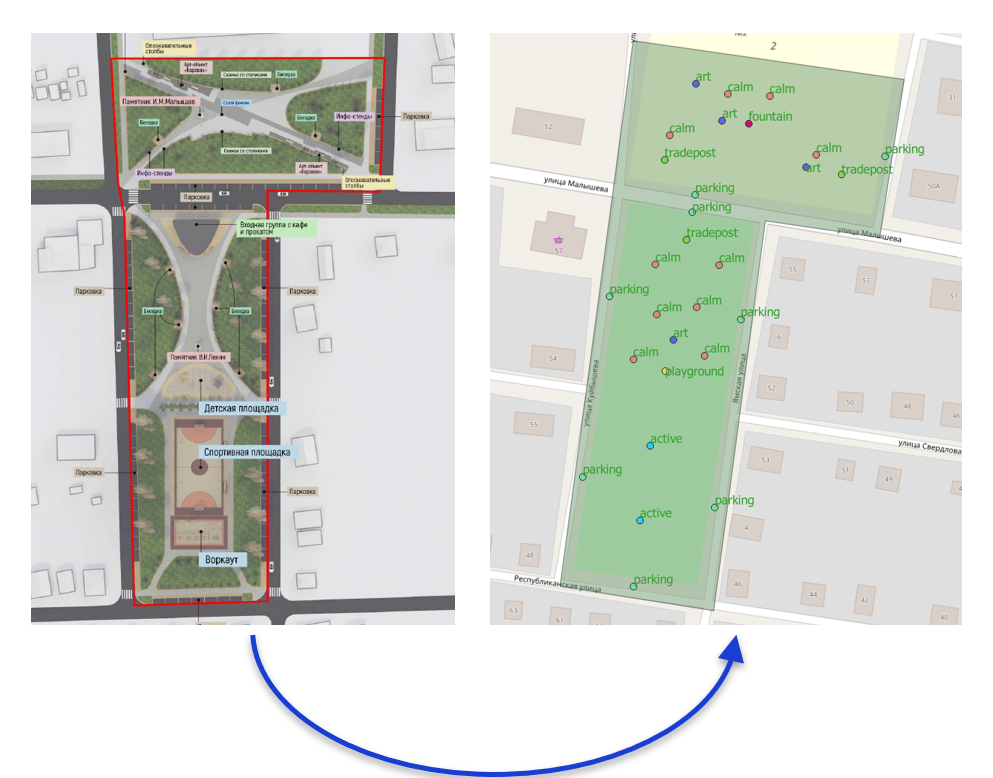 Опознавательные
столбы
Арт-объект
«Караван»
Скамьи со столиками
Беседка
Памятник И.М.Малышав
Сухой фонтан
Беседка
Беседка
Инфо-стенды
Парковка
Скамьи со столиками
Инфо-стенды
Арт-объект
«Караван»
Опознавательные
столбы
Парковка
Входная группа с кафе
и прокатом
Парковка
Парковка
Беседка
Беседка
Памятник В.И.Ленин
Детская площадка
Спортивная площадка
Парковка
Парковка
Воркаут
2
art
calm
calm
31
art
fountain
52
calm
calm
parking
tradepost
art
tradepost
улица Малышева
parking
50А
parking
57
tradepost
улица Малышева
calm
calm
55
53
51
parking
calm
calm
parking
art
6
54
calm
calm
playground
улица Куйбышева
Ямская улица
52
50
48
46
55
active
улица Свердлова
53
51
49
parking
parking
active
4
48
parking
Республиканская улица
46
44
42
63
61
40